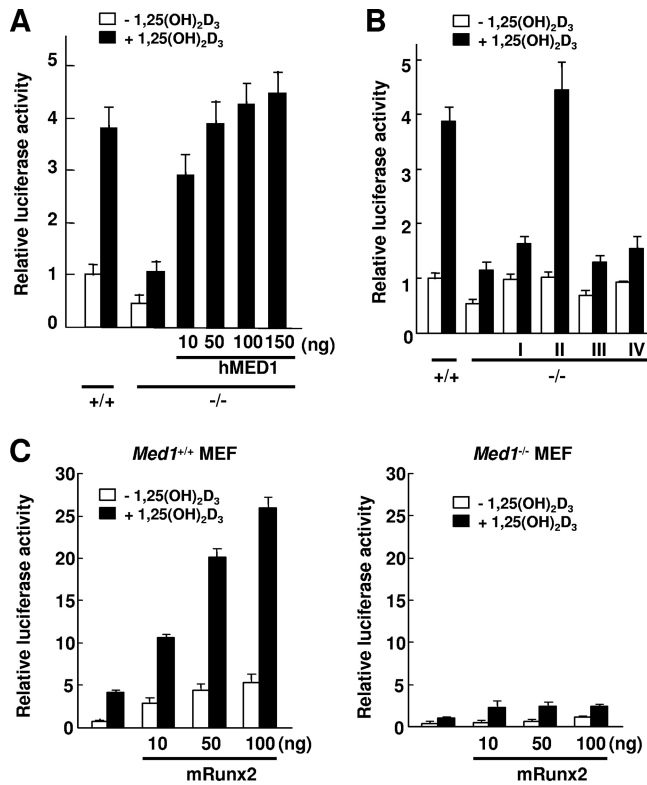 A
- 1,25(OH)2D3
+ 1,25(OH)2D3
Relative luciferase activity
5
4
3
2
1
0
10 50 100 150 (ng)
hMED1
+/+ -/-
B
- 1,25(OH)2D3
+ 1,25(OH)2D3
Relative luciferase activity
5
4
3
2
1
0
I II III IV
+/+ -/-
C
Med1+/+ MEF
- 1,25(OH)2D3
+ 1,25(OH)2D3
Relative luciferase activity
30
25
20
15
10
5
0
10 50 100 (ng)
mRunx2
Med1-/- MEF
- 1,25(OH)2D3
+ 1,25(OH)2D3
Relative luciferase activity
30
25
20
15
10
5
0
10 50 100 (ng)
mRunx2